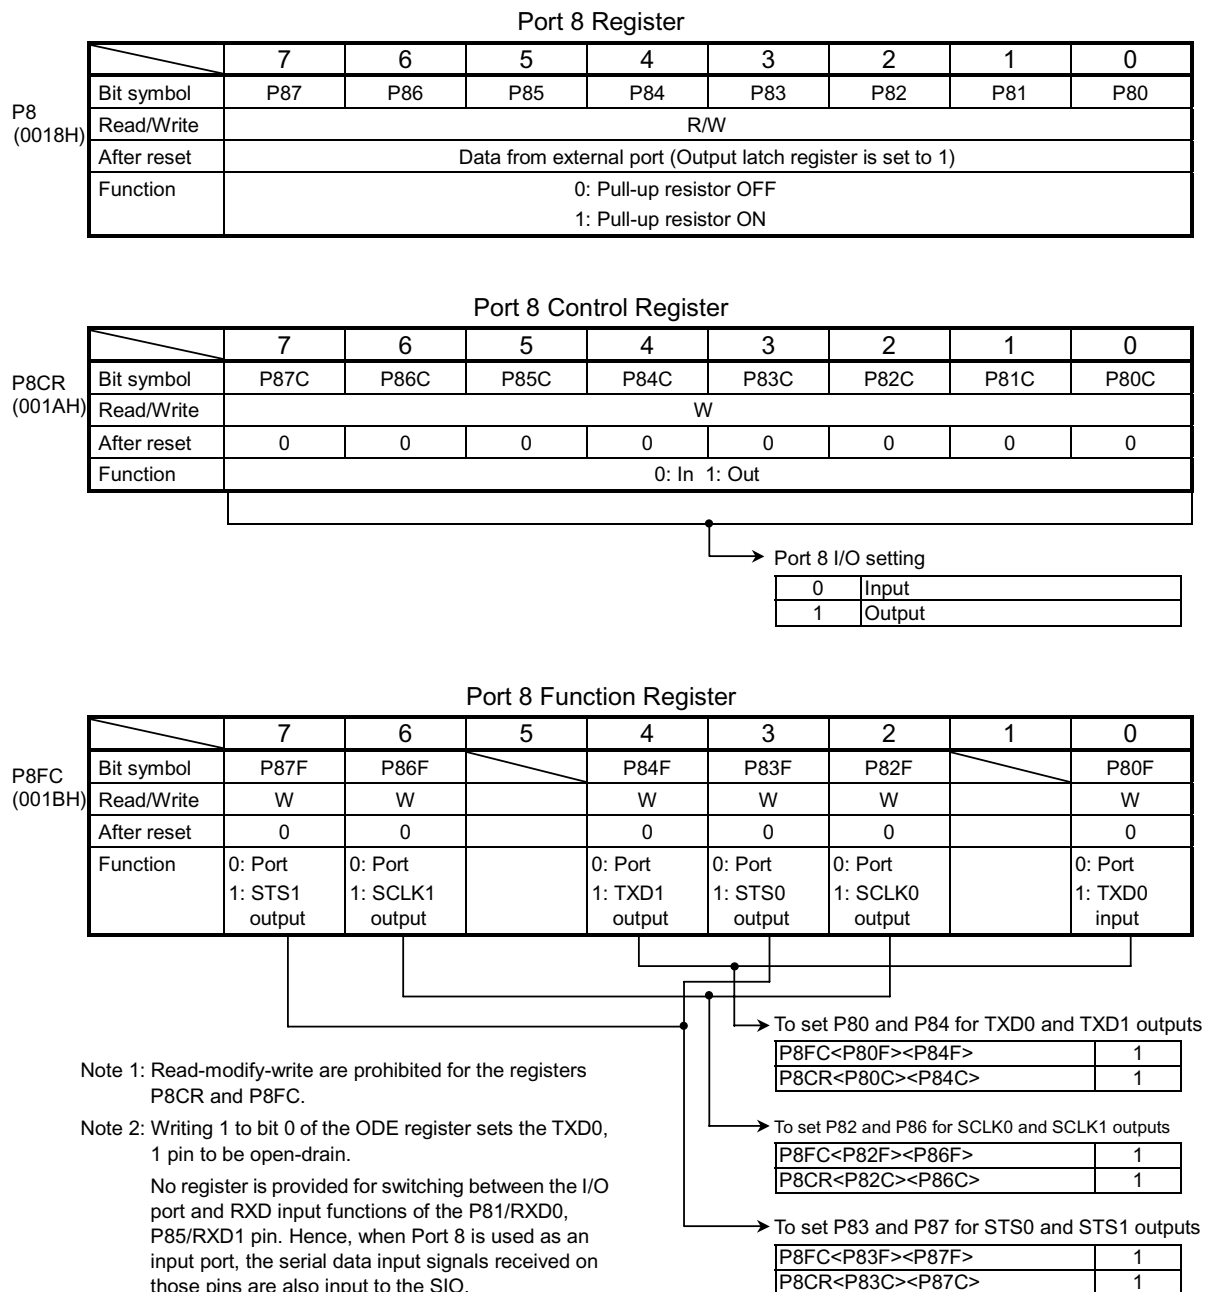 Port 8 Register
7 6 5 4 3 2 1 0
P8
(0018H)
Bit symbol P87 P86 P85 P84 P83 P82 P81 P80
Read/Write R/W
After reset Data from external port (Output latch register is set to 1)
Function 0: Pull-up resistor OFF
1: Pull-up resistor ON
Port 8 Control Register
7 6 5 4 3 2 1 0
P8CR
(001AH)
Bit symbol P87C P86C P85C P84C P83C P82C P81C P80C
Read/Write W
After reset 0 0 0 0 0 0 0 0
Function 0: In 1: Out
Port 8 I/O setting
0 Input
1 Output
Port 8 Function Register
7 6 5 4 3 2 1 0
P8FC
(001BH)
Bit symbol P87F P86F P84F P83F P82F P80F
Read/Write W W W W W W
After reset 0 0 0 0 0 0
Function 0: Port 0: Port 0: Port 0: Port 0: Port 0: Port
1: STS1 1: SCLK1 1: TXD1 1: STS0 1: SCLK0 1: TXD0
output output output output output input
To set P80 and P84 for TXD0 and TXD1 outputs
P8FC<P80F><P84F> 1
P8CR<P80C><P84C> 1
To set P82 and P86 for SCLK0 and SCLK1 outputs
P8FC<P82F><P86F> 1
P8CR<P82C><P86C> 1
To set P83 and P87 for STS0 and STS1 outputs
P8FC<P83F><P87F> 1
P8CR<P83C><P87C> 1
Note 1: Read-modify-write are prohibited for the registers
P8CR and P8FC.
Note 2: Writing 1 to bit 0 of the ODE register sets the TXD0,
1 pin to be open-drain.
No register is provided for switching between the I/O
port and RXD input functions of the P81/RXD0,
P85/RXD1 pin. Hence, when Port 8 is used as an
input port, the serial data input signals received on
those pins are also input to the SIO.